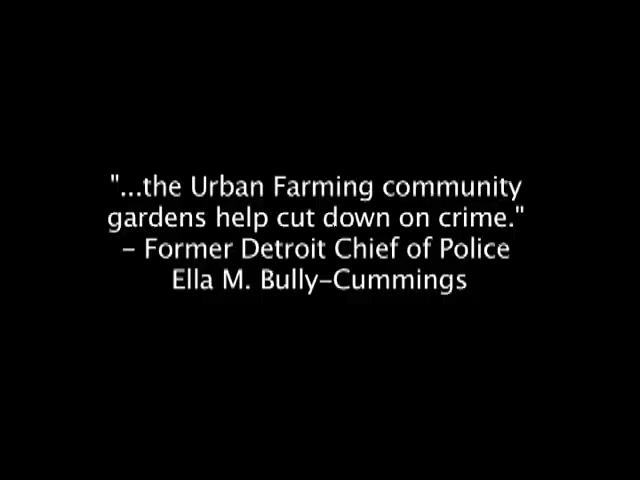 "...the Urban Farming community
gardens help cut down on crime."
– Former Detroit Chief of Police
Ella M. Bully-Cummings